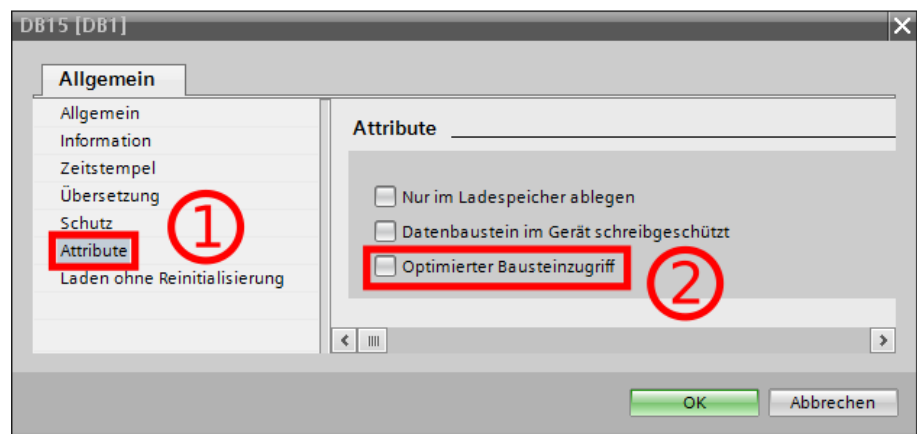 DB15 [DB1]
Allgemein
Allgemein
Information
Zeitstempel
Übersetzung
Schutz
Attribute
Laden ohne Reinitialisierung
1
Attribute
Nur im Ladespeicher ablegen
Datenbaustein im Gerät schreibgeschützt
Optimierter Bausteinzugriff
2
OK
Abbrechen